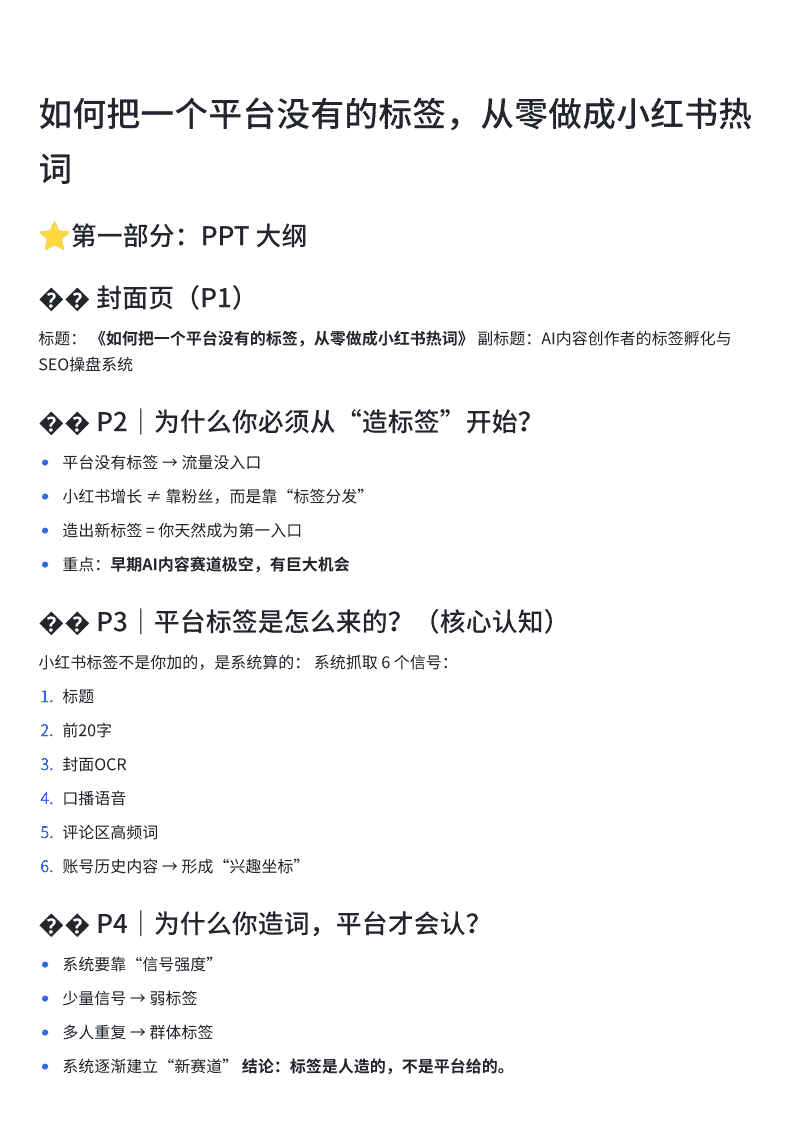 如何把一个平台没有的标签，从零做成小红书热
词
⭐第一部分：PPT 大纲
�� 封面页（P1）
标题： 《如何把一个平台没有的标签，从零做成小红书热词》 副标题：AI内容创作者的标签孵化与
SEO操盘系统
�� P2｜为什么你必须从“造标签”开始？
• 平台没有标签 → 流量没入口
• 小红书增长 ≠ 靠粉丝，而是靠“标签分发”
• 造出新标签 = 你天然成为第一入口
• 重点：早期AI内容赛道极空，有巨大机会
�� P3｜平台标签是怎么来的？（核心认知）
小红书标签不是你加的，是系统算的： 系统抓取 6 个信号：
1. 标题
2. 前20字
3. 封面OCR
4. 口播语音
5. 评论区高频词
6. 账号历史内容 → 形成“兴趣坐标”
�� P4｜为什么你造词，平台才会认？
• 系统要靠“信号强度”
• 少量信号 → 弱标签
• 多人重复 → 群体标签
• 系统逐渐建立“新赛道” 结论：标签是人造的，不是平台给的。